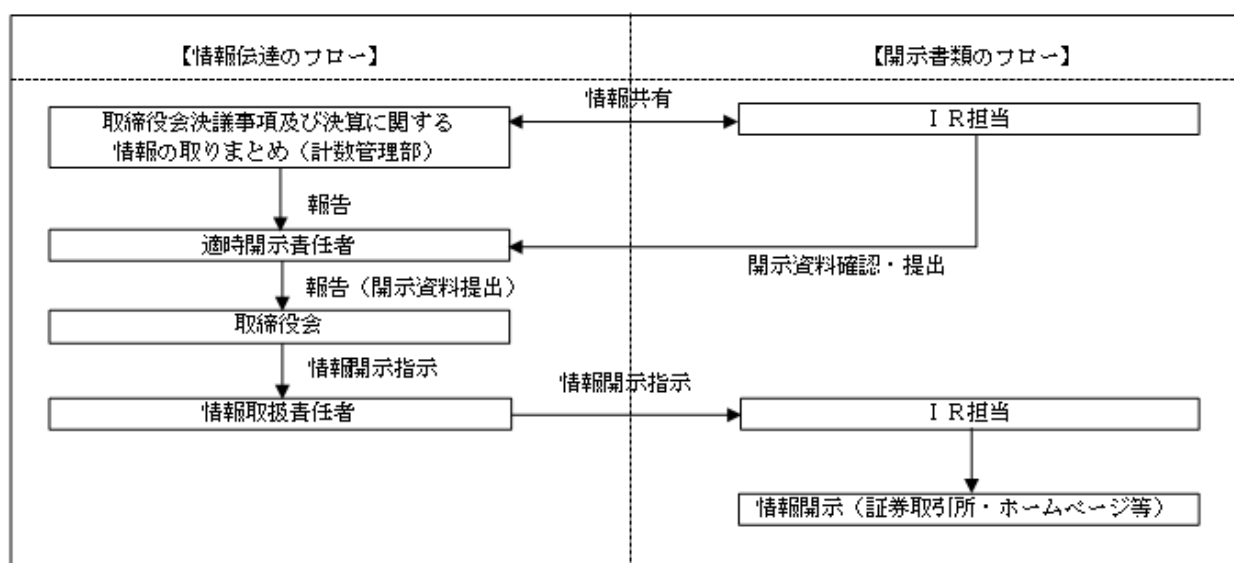 【情報伝達のフロー】
【開示書類のフロー】
情報共有
取締役会決議事項及び決算に関する
情報の取りまとめ（計数管理部）
ＩＲ担当
報告
適時開示責任者
開示資料確認・提出
報告（開示資料提出）
取締役会
情報開示指示
情報開示指示
情報取扱責任者
ＩＲ担当
情報開示（証券取引所・ホームページ等）